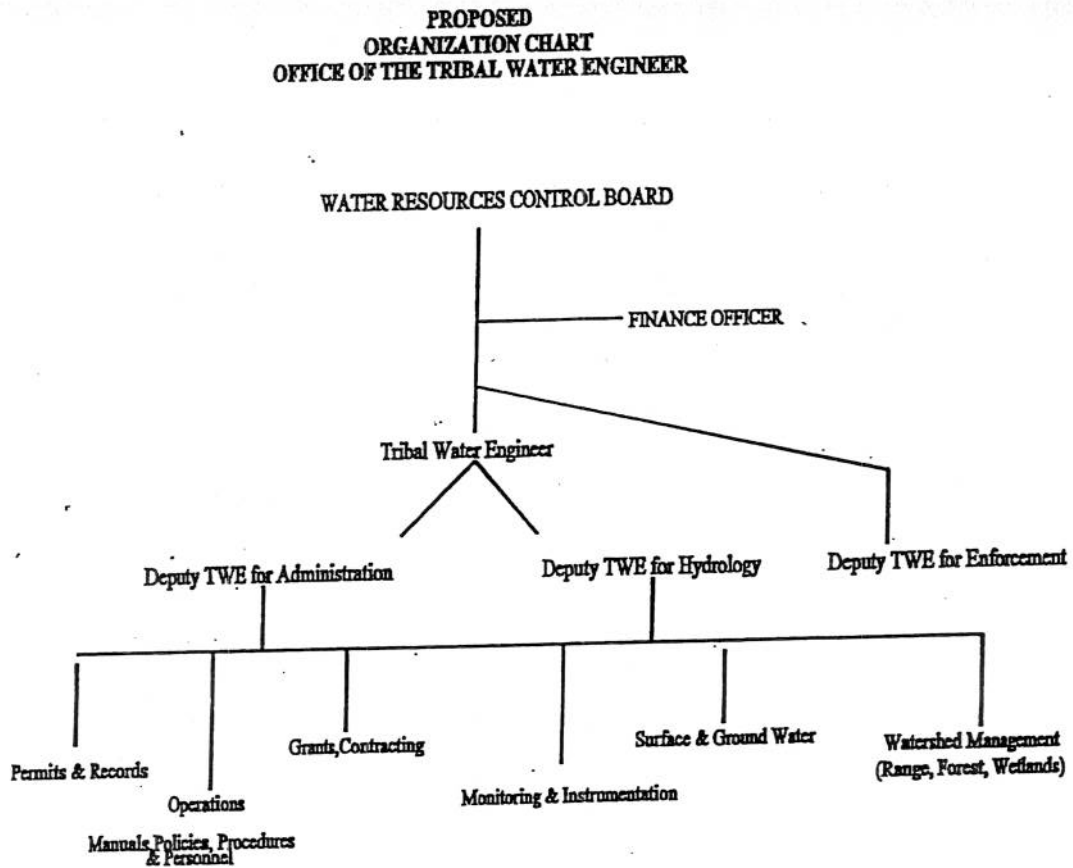 PROPOSED
ORGANIZATION CHART
OFFICE OF THE TRIBAL WATER ENGINEER
WATER RESOURCES CONTROL BOARD
FINANCE OFFICER
Tribal Water Engineer
Deputy TWE for Administration
Deputy TWE for Hydrology
Deputy TWE for Enforcement
Permits & Records
Operations
Manuals, Policies, Procedures
& Personnel
Grants, Contracting
Monitoring & Instrumentation
Surface & Ground Water
Watershed Management
(Range, Forest, Wetlands)